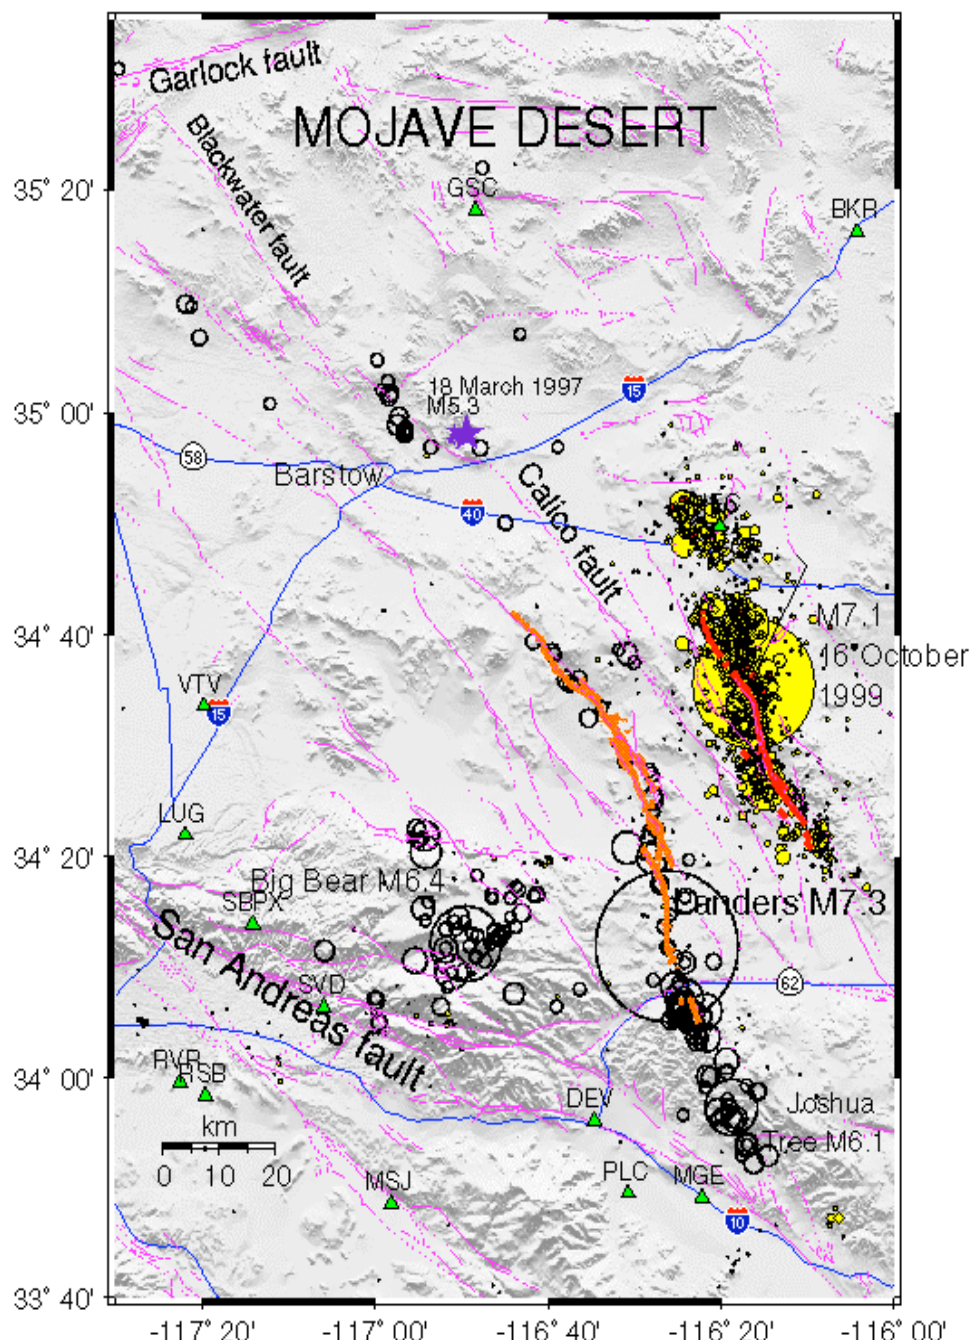 Garlock fault
MOJAVE DESERT
Blackwater fault
35° 20'
GSC
BKR
18 March 1997
M5.3
15
35° 00'
58
Barstow
40
Calico fault
34° 40'
M7.1
16 October
1999
VTV
15
LUG
34° 20'
Big Bear M6.4
Landers M7.3
SBPX
San Andreas fault
SVD
62
34° 00'
RVR
RSB
DEV
Joshua
Tree M6.1
km
0 10 20
MSJ
PLC
MGE
10
33° 40'
-117° 20'
-117° 00'
-116° 40'
-116° 20'
-116° 00'